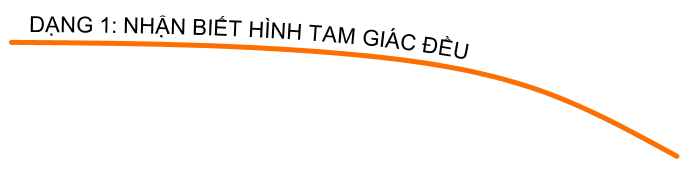 DẠNG 1: NHẬN BIẾT HÌNH TAM GIÁC ĐỀU